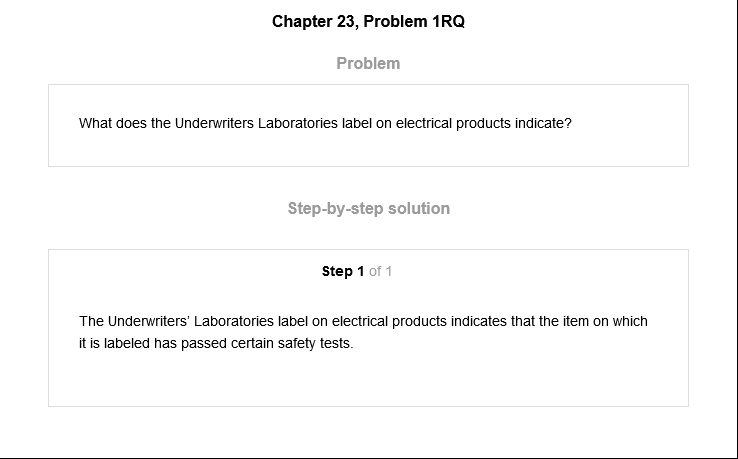 Chapter 23, Problem 1RQ
Problem
What does the Underwriters Laboratories label on electrical products indicate?
Step-by-step solution
Step 1 of 1
The Underwriters’ Laboratories label on electrical products indicates that the item on which
it is labeled has passed certain safety tests.